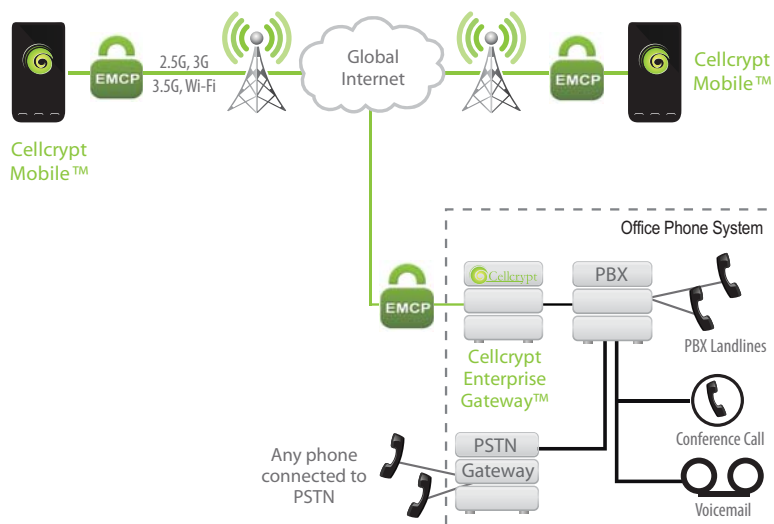 EMCP
2.5G, 3G
3.5G, Wi-Fi
Global
Internet
EMCP
Cellcrypt
Mobile™
Cellcrypt
Mobile™
Office Phone System
EMCP
Cellcrypt
PBX
PBX Landlines
Cellcrypt
Enterprise
Gateway™
Conference Call
Any phone
connected to
PSTN
PSTN
Gateway
Voicemail